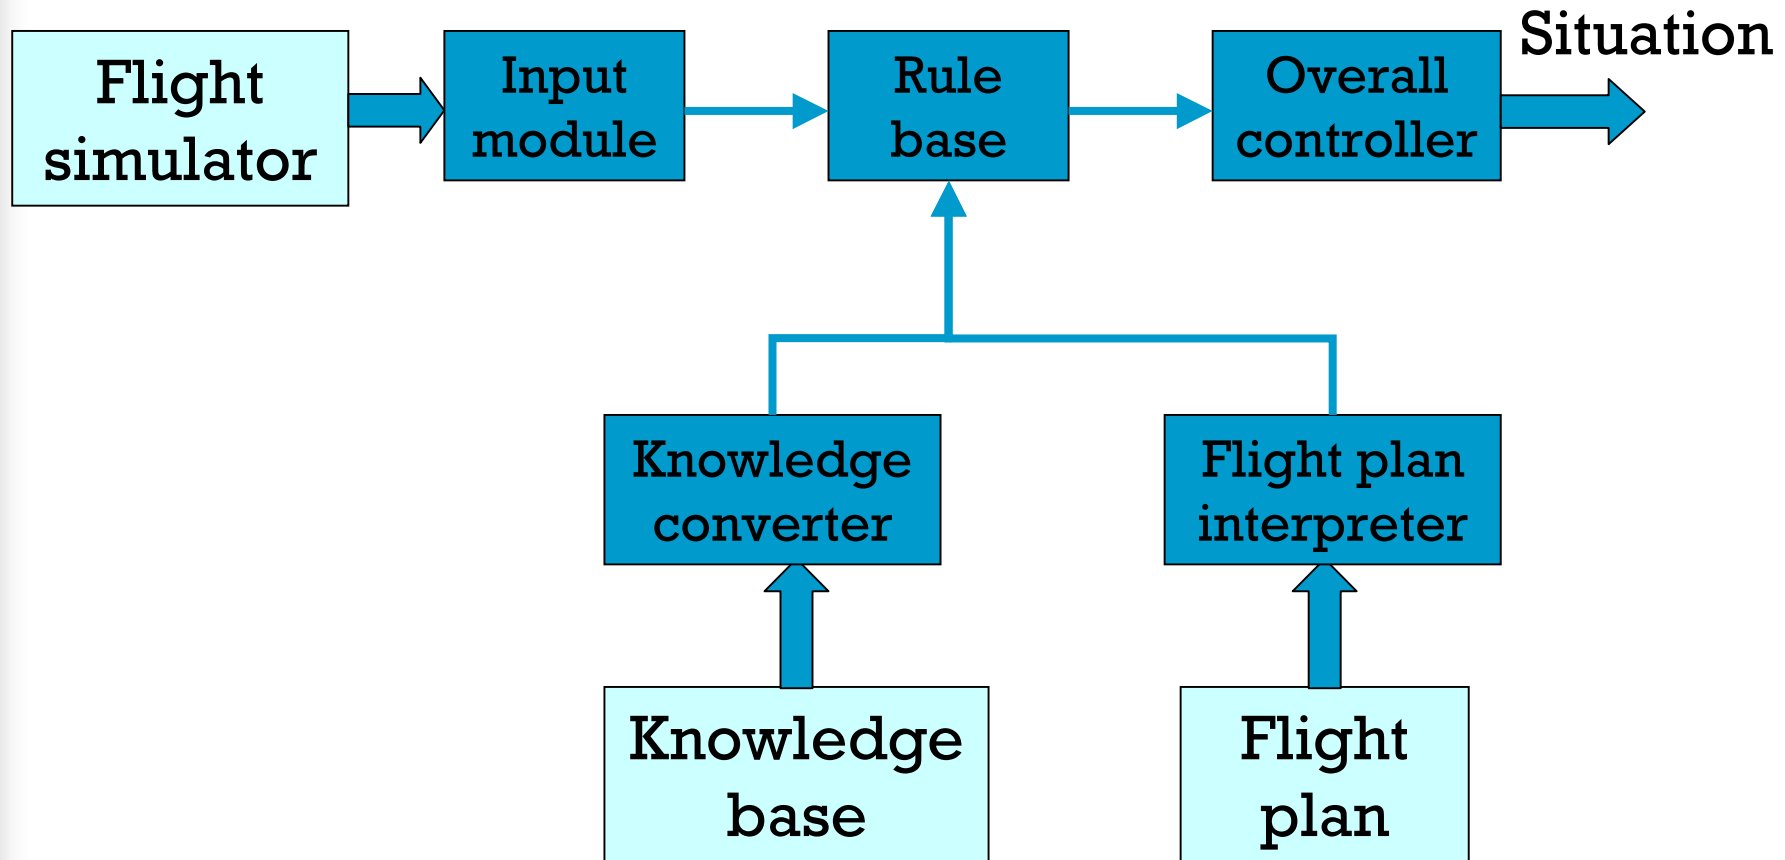 Flight
simulator
Input
module
Rule
base
Overall
controller
Situation
Knowledge
converter
Flight plan
interpreter
Knowledge
base
Flight
plan